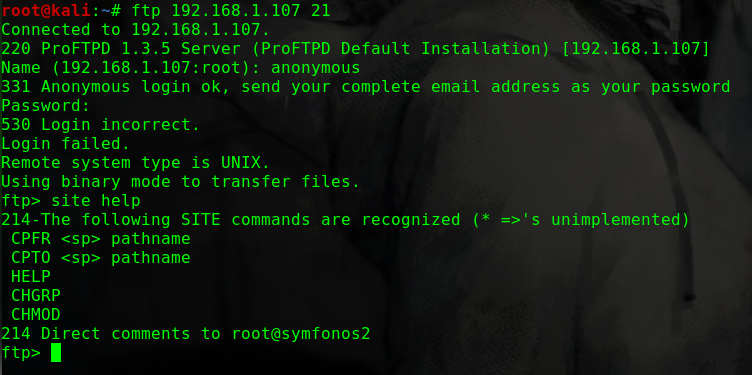 root@kali:~# ftp 192.168.1.107 21
Connected to 192.168.1.107.
220 ProFTPD 1.3.5 Server (ProFTPD Default Installation) [192.168.1.107]
Name (192.168.1.107:root): anonymous
331 Anonymous login ok, send your complete email address as your password
Password:
530 Login incorrect.
Login failed.
Remote system type is UNIX.
Using binary mode to transfer files.
ftp> site help
214-The following SITE commands are recognized (* =>'s unimplemented)
 CPFR <sp> pathname
 CPTO <sp> pathname
 HELP
 CHGRP
 CHMOD
214 Direct comments to root@symfonos2
ftp>